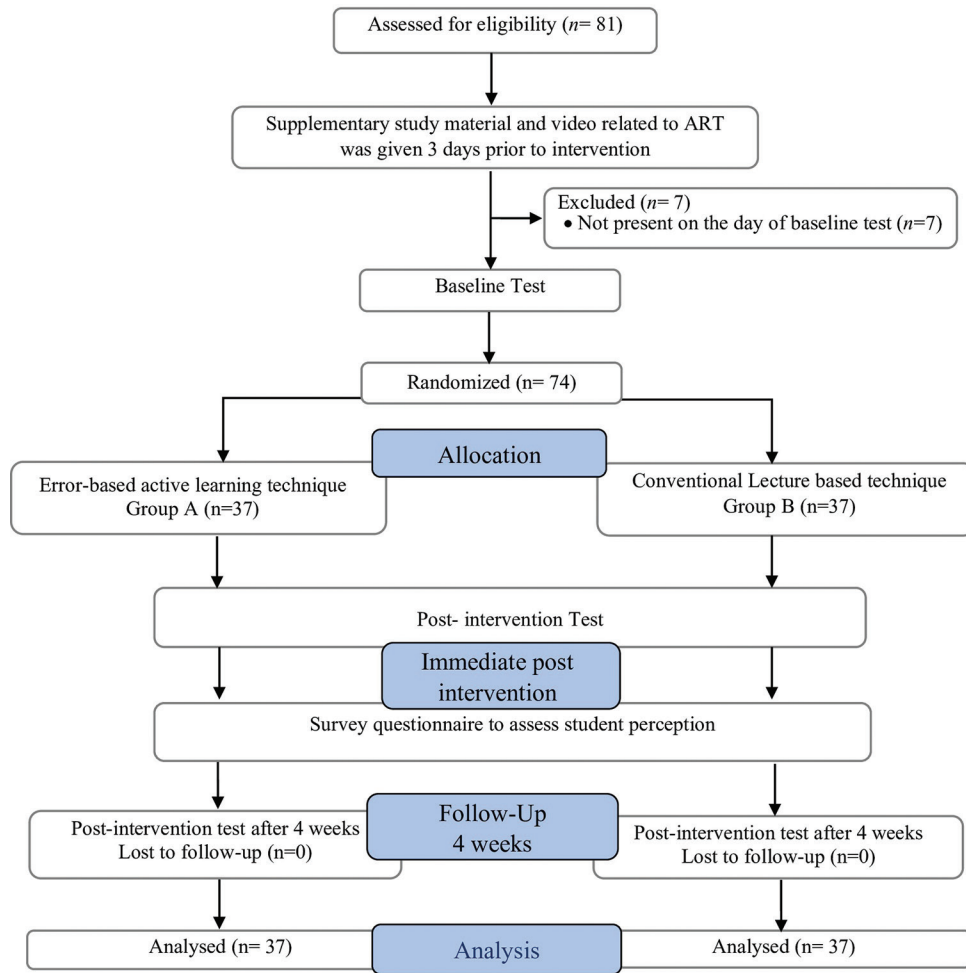 Assessed for eligibility (n= 81)
Supplementary study material and video related to ART
was given 3 days prior to intervention
Excluded (n= 7)
• Not present on the day of baseline test (n=7)
Baseline Test
Randomized (n= 74)
Allocation
Error-based active learning technique
Group A (n=37)
Conventional Lecture based technique
Group B (n=37)
Post- intervention Test
Immediate post
intervention
Survey questionnaire to assess student perception
Follow-Up
4 weeks
Post-intervention test after 4 weeks
Lost to follow-up (n=0)
Post-intervention test after 4 weeks
Lost to follow-up (n=0)
Analysed (n= 37)
Analysis
Analysed (n= 37)